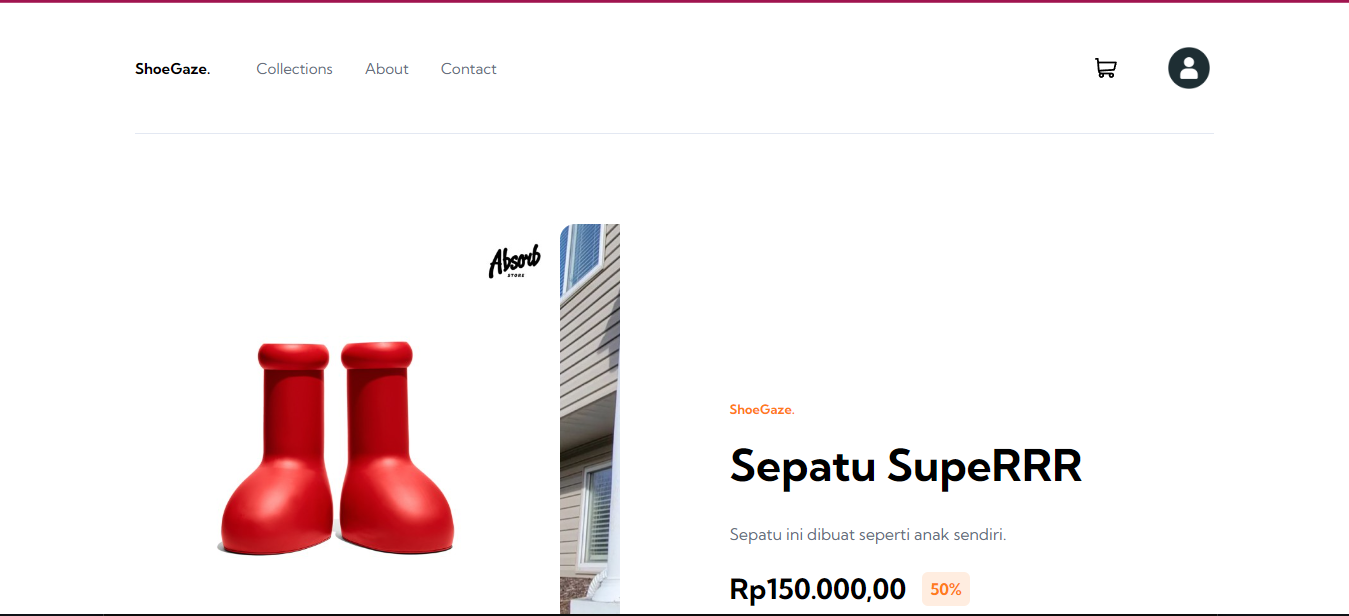 ShoeGaze.
Collections
About
Contact
Absorb
STORE
ShoeGaze.
Sepatu SupeRRR
Sepatu ini dibuat seperti anak sendiri.
Rp150.000,00
50%